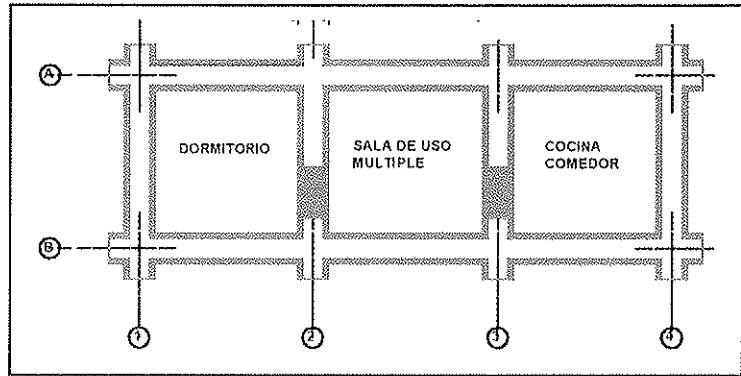 A
DORMITORIO
SALA DE USO
MULTIPLE
COCINA
COMEDOR
B
1
2
3
4